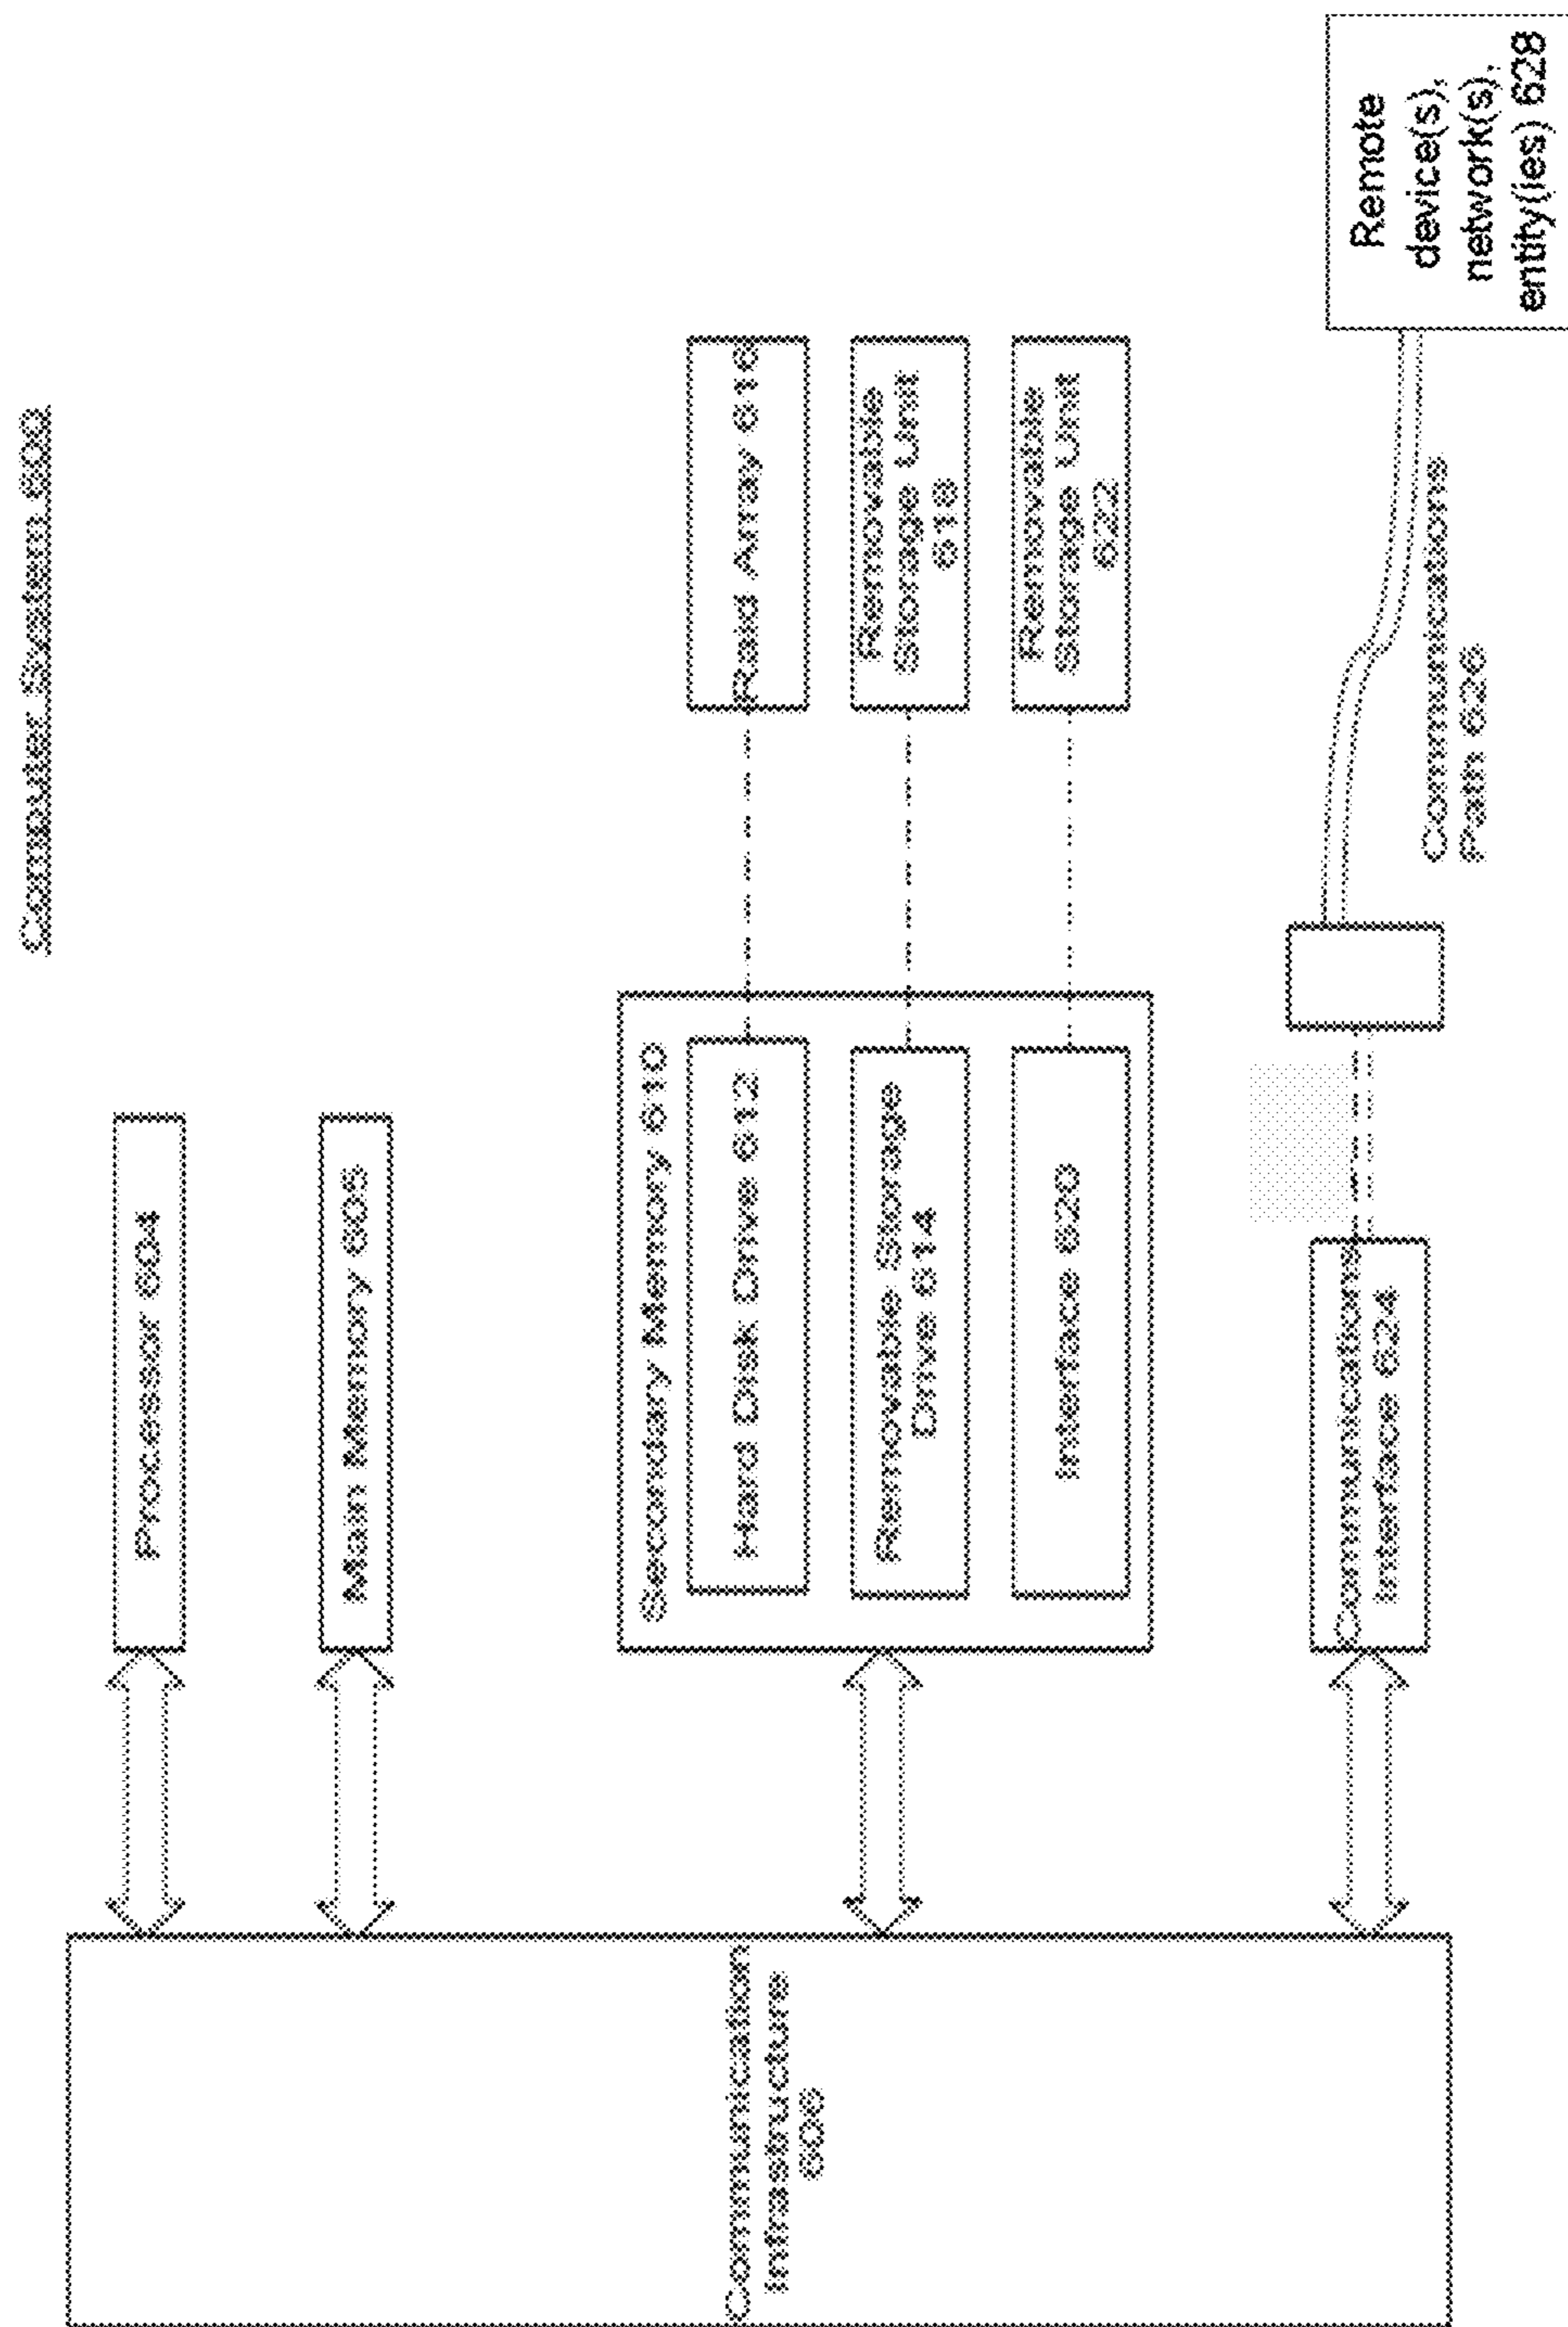 Computer System 600
Processor 604
Main Memory 605
Secondary Memory 610
Hard Disk Drive 612
Raid Array 616
Removable Storage
Drive 614
Removable
Storage Unit
618
Interface 620
Removable
Storage Unit
622
Communication
Infrastructure
606
Communications
Interface 624
Communications
Path 626
Remote
device(s),
network(s),
entity(ies) 628